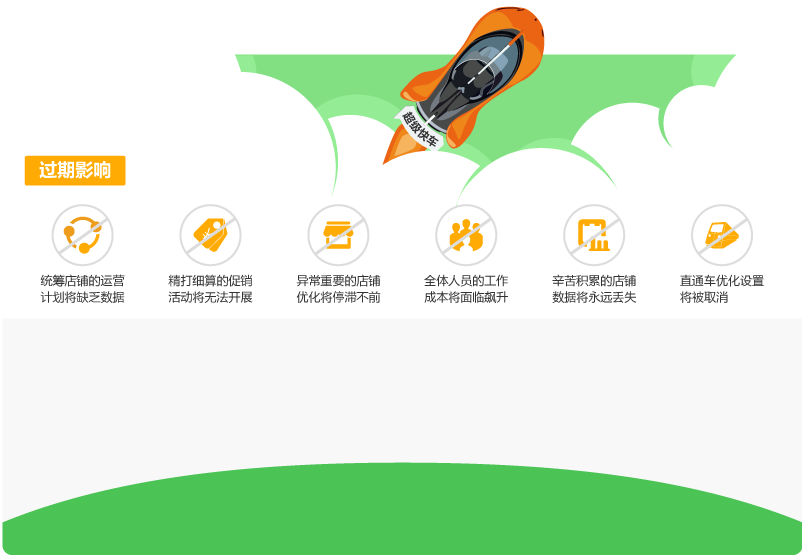 超级快车
过期影响
统筹店铺的运营
计划将缺乏数据
精打细算的促销
活动将无法开展
异常重要的店铺
优化将停滞不前
全体人员的工作
成本将面临飙升
辛苦积累的店铺
数据将永远丢失
直通车优化设置
将被取消